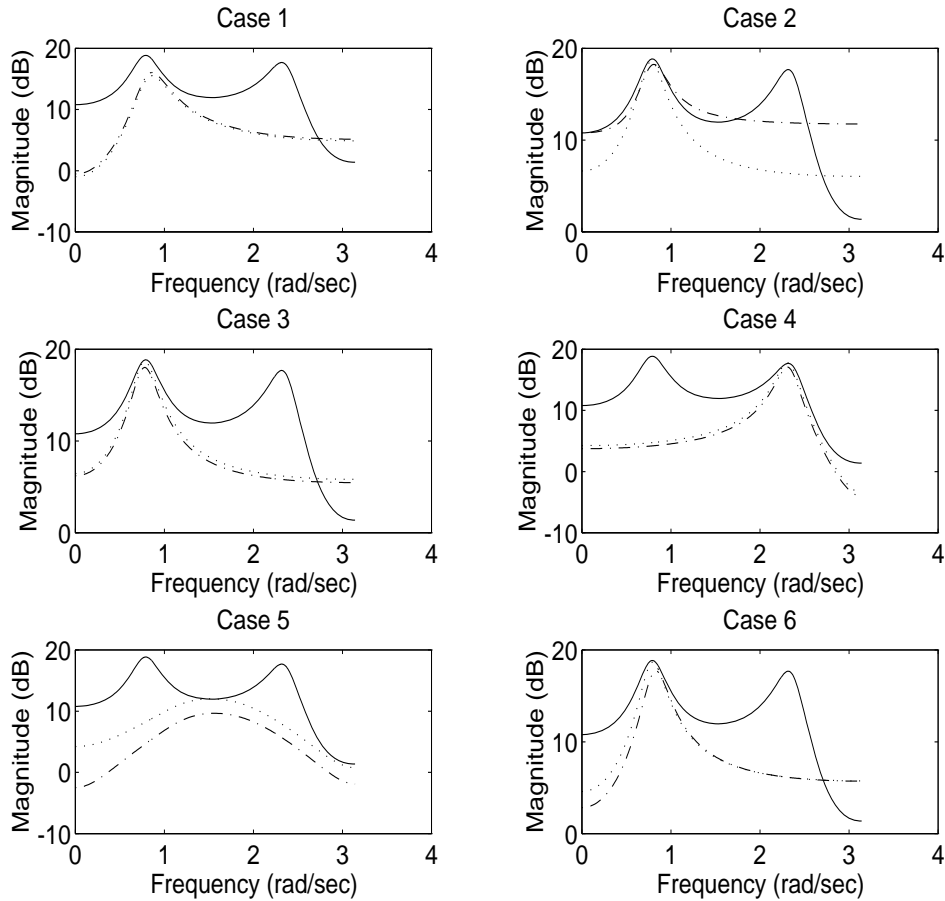 Case 1
20
10
0
-10
Magnitude (dB)
0 1 2 3 4
Frequency (rad/sec)
Case 2
20
10
0
Magnitude (dB)
0 1 2 3 4
Frequency (rad/sec)
Case 3
20
10
0
Magnitude (dB)
0 1 2 3 4
Frequency (rad/sec)
Case 4
20
10
0
-10
Magnitude (dB)
0 1 2 3 4
Frequency (rad/sec)
Case 5
20
10
0
-10
Magnitude (dB)
0 1 2 3 4
Frequency (rad/sec)
Case 6
20
10
0
Magnitude (dB)
0 1 2 3 4
Frequency (rad/sec)